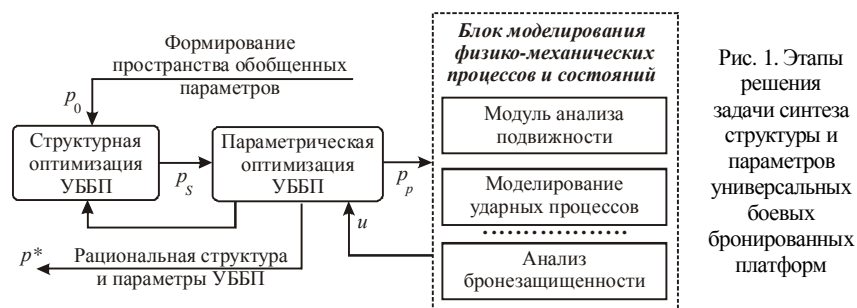 Формирование
пространства обобщенных
параметров
p₀
Структурная
оптимизация
УББП
p_S
Параметрическая
оптимизация
УББП
p_p
u
p*
Рациональная структура
и параметры УББП
Блок моделирования
физико-механических
процессов и состояний
Модуль анализа
подвижности
Моделирование
ударных процессов
Анализ
бронезащищенности
Рис. 1. Этапы
решения
задачи синтеза
структуры и
параметров
универсальных
боевых
бронированных
платформ